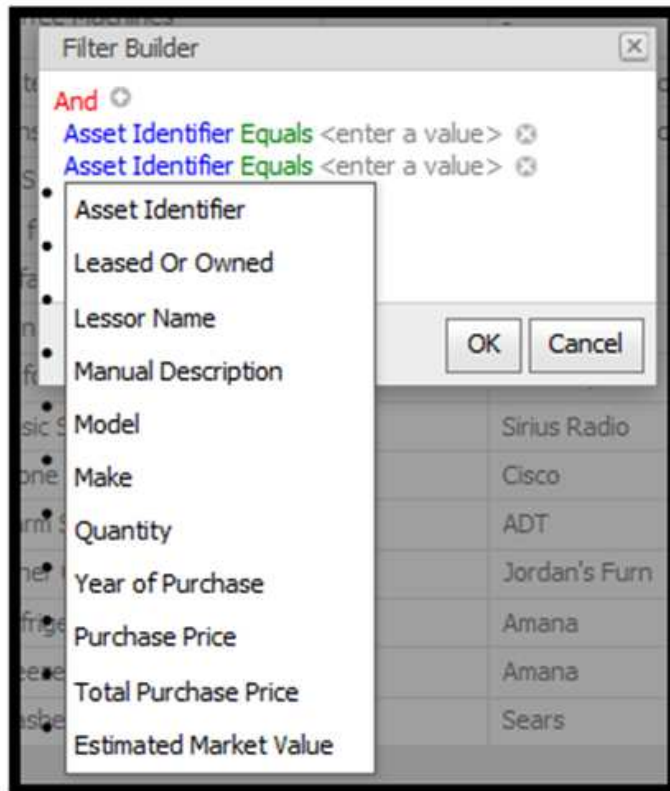 Filter Builder
And
Asset Identifier Equals <enter a value>
Asset Identifier Equals <enter a value>
Asset Identifier
Leased Or Owned
Lessor Name
Manual Description
Model
Make
Quantity
Year of Purchase
Purchase Price
Total Purchase Price
Estimated Market Value
OK Cancel
Sirius Radio
Cisco
ADT
Jordan's Furn
Amana
Amana
Sears